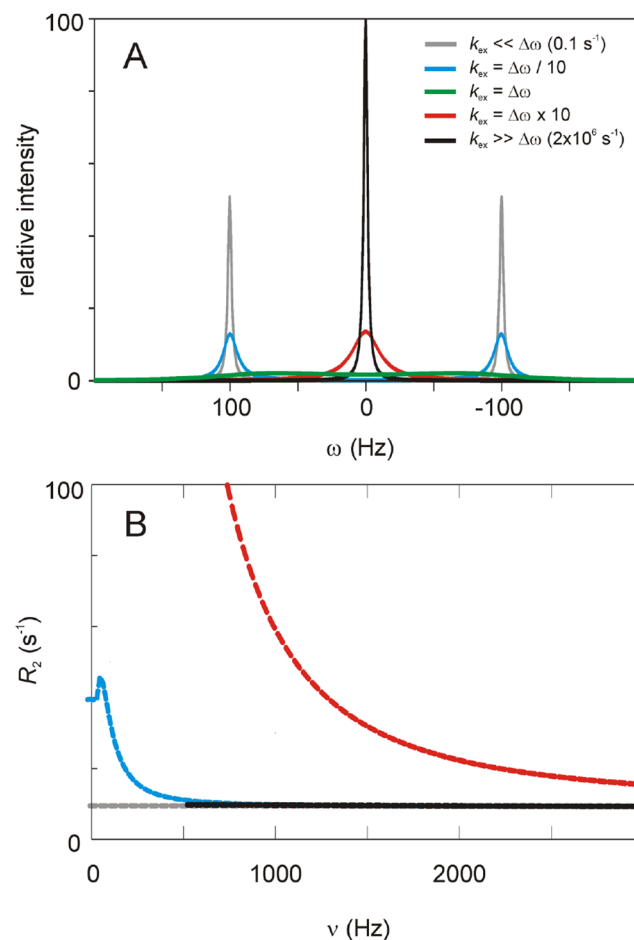 100
A
k_ex << Δω (0.1 s⁻¹)
k_ex = Δω / 10
k_ex = Δω
k_ex = Δω x 10
k_ex >> Δω (2x10⁶ s⁻¹)
relative intensity
0
100 0 -100
ω (Hz)
100
B
R₂ (s⁻¹)
0
0 1000 2000
ν (Hz)